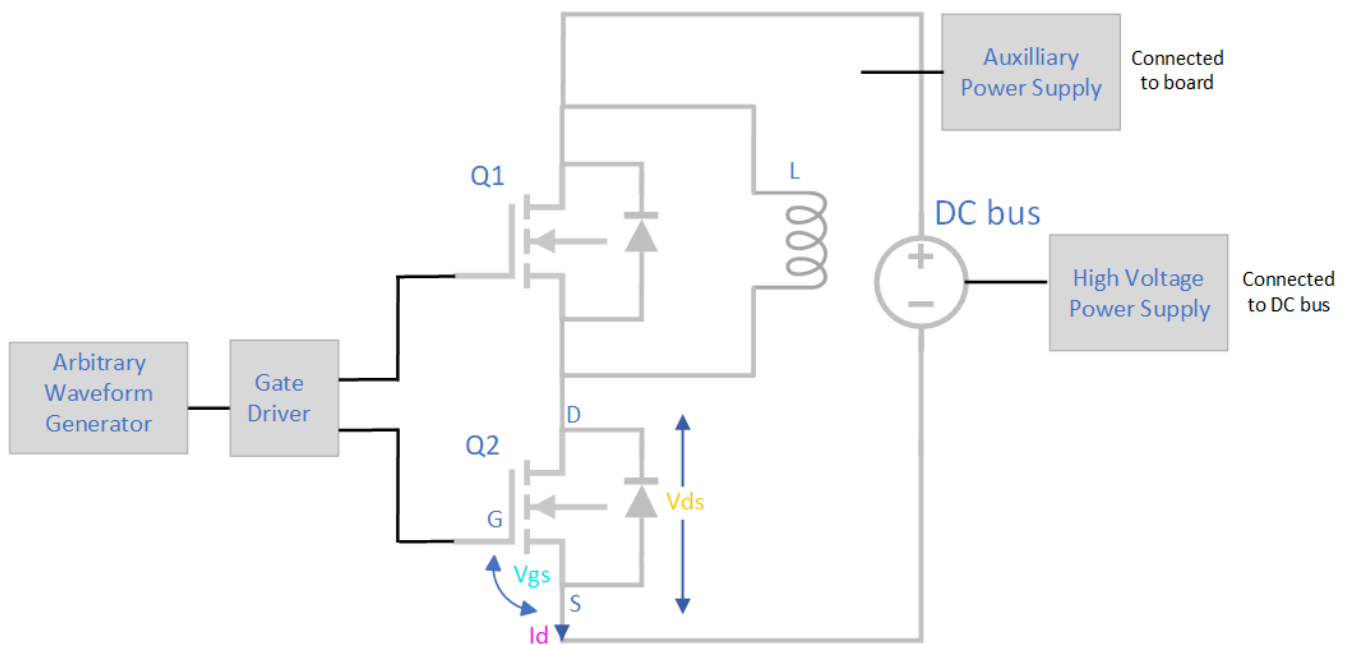 Auxilliary
Power Supply
Connected
to board
Q1
L
DC bus
High Voltage
Power Supply
Connected
to DC bus
Arbitrary
Waveform
Generator
Gate
Driver
D
Q2
Vds
G
Vgs
S
Id